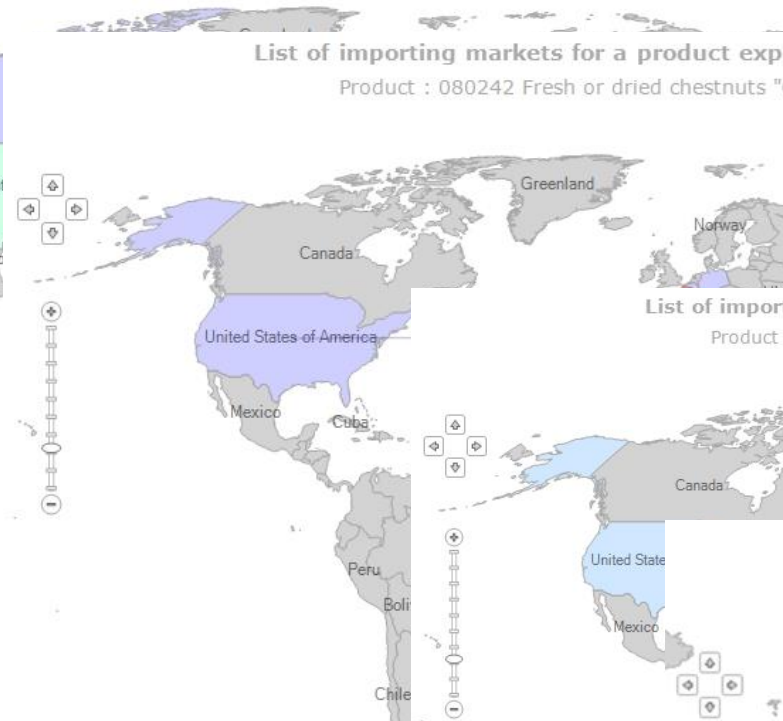 List of importing markets for a product exp
Product : 080242 Fresh or dried chestnuts "
Greenland
Norway
Canada
United States of America
Mexico
Cuba
Peru
Boli
Chile
List of impor
Product
Canada
United State
Mexico